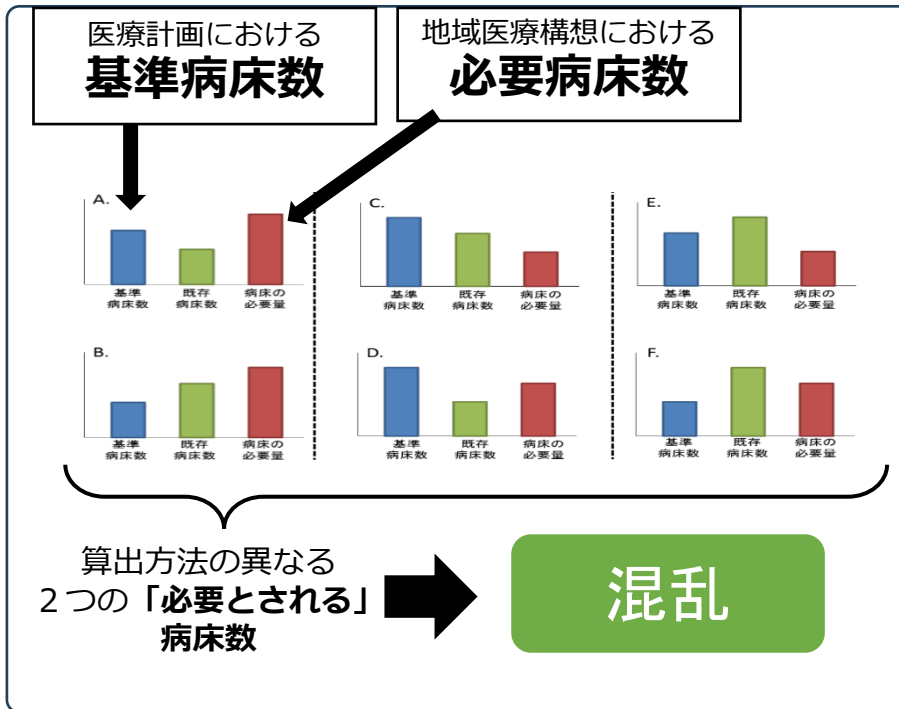 医療計画における
基準病床数
地域医療構想における
必要病床数
A.
基準
病床数
既存
病床数
病床の
必要量
C.
基準
病床数
既存
病床数
病床の
必要量
E.
基準
病床数
既存
病床数
病床の
必要量
B.
基準
病床数
既存
病床数
病床の
必要量
D.
基準
病床数
既存
病床数
病床の
必要量
F.
基準
病床数
既存
病床数
病床の
必要量
算出方法の異なる
２つの「必要とされる」
病床数
混乱